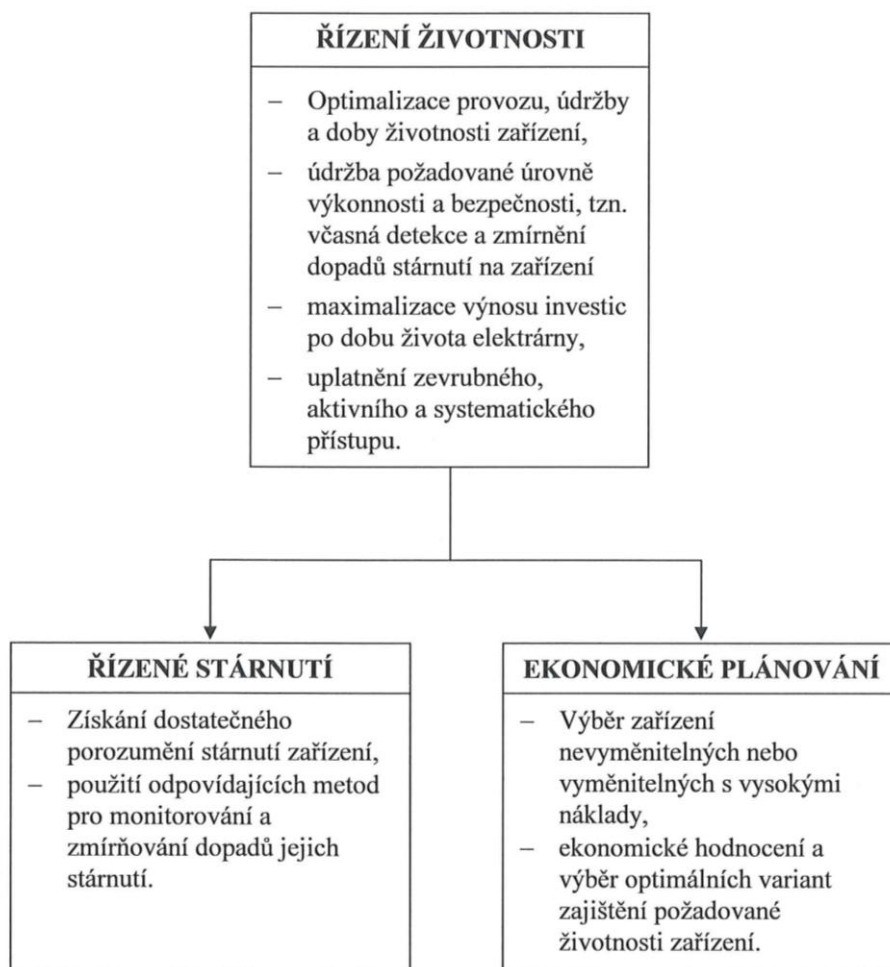 ŘÍZENÍ ŽIVOTNOSTI
– Optimalizace provozu, údržby
a doby životnosti zařízení,
– údržba požadované úrovně
výkonnosti a bezpečnosti, tzn.
včasná detekce a zmírnění
dopadů stárnutí na zařízení
– maximalizace výnosu investic
po dobu života elektrárny,
– uplatnění zevrubného,
aktivního a systematického
přístupu.
ŘÍZENÉ STÁRNUTÍ
– Získání dostatečného
porozumění stárnutí zařízení,
– použití odpovídajících metod
pro monitorování a
zmírňování dopadů jejich
stárnutí.
EKONOMICKÉ PLÁNOVÁNÍ
– Výběr zařízení
nevyměnitelných nebo
vyměnitelných s vysokými
náklady,
– ekonomické hodnocení a
výběr optimálních variant
zajištění požadované
životnosti zařízení.